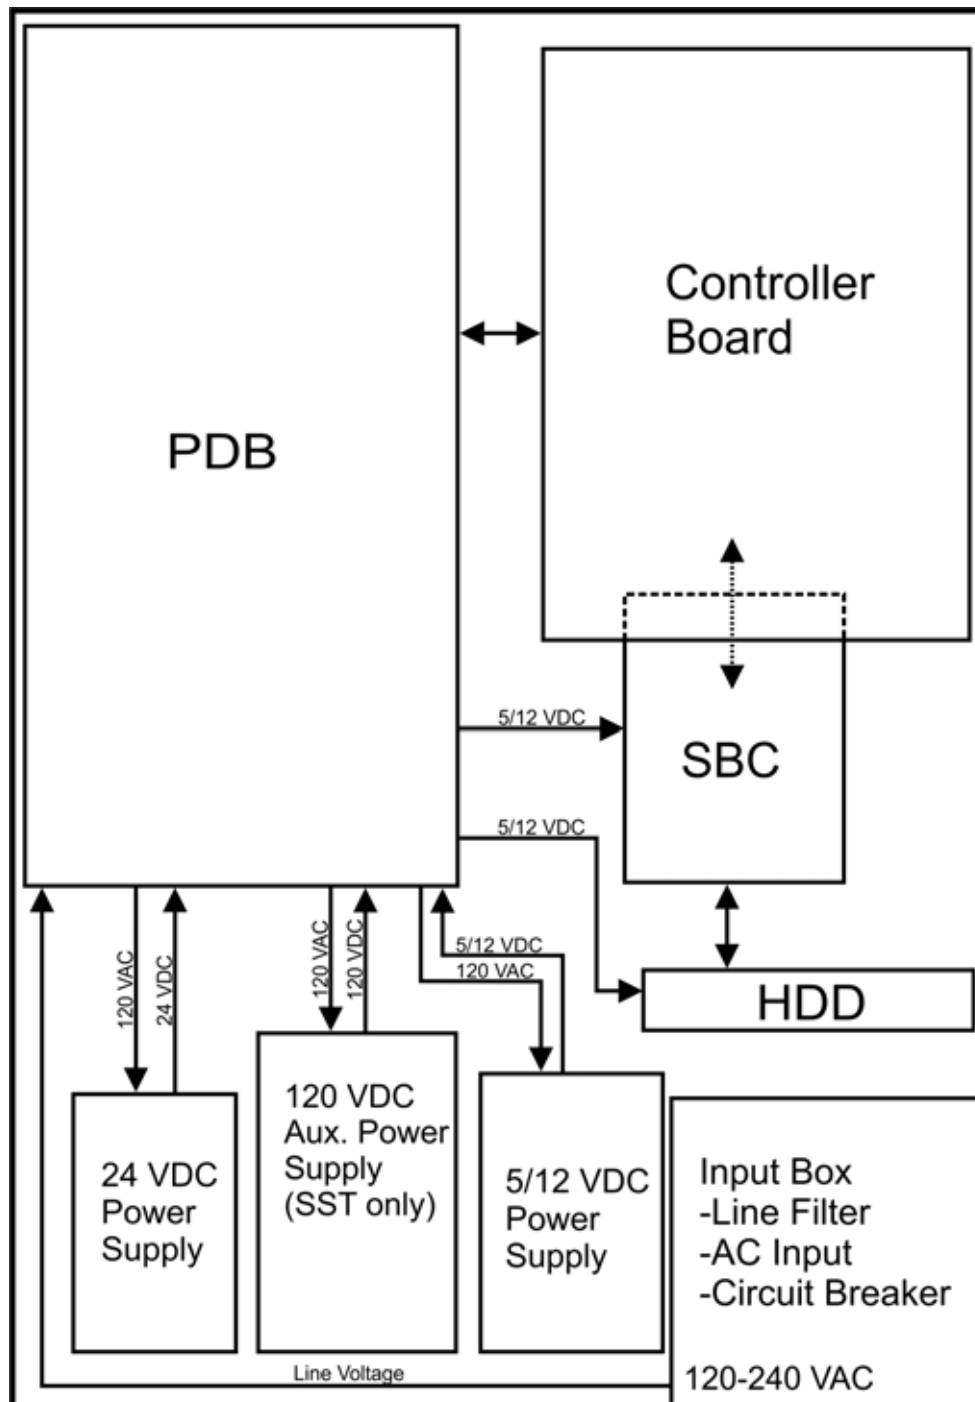 Controller
Board
PDB
5/12 VDC
SBC
5/12 VDC
120 VAC
24 VDC
120 VAC
120 VDC
5/12 VDC
120 VAC
HDD
24 VDC
Power
Supply
120 VDC
Aux. Power
Supply
(SST only)
5/12 VDC
Power
Supply
Input Box
-Line Filter
-AC Input
-Circuit Breaker
Line Voltage
120-240 VAC